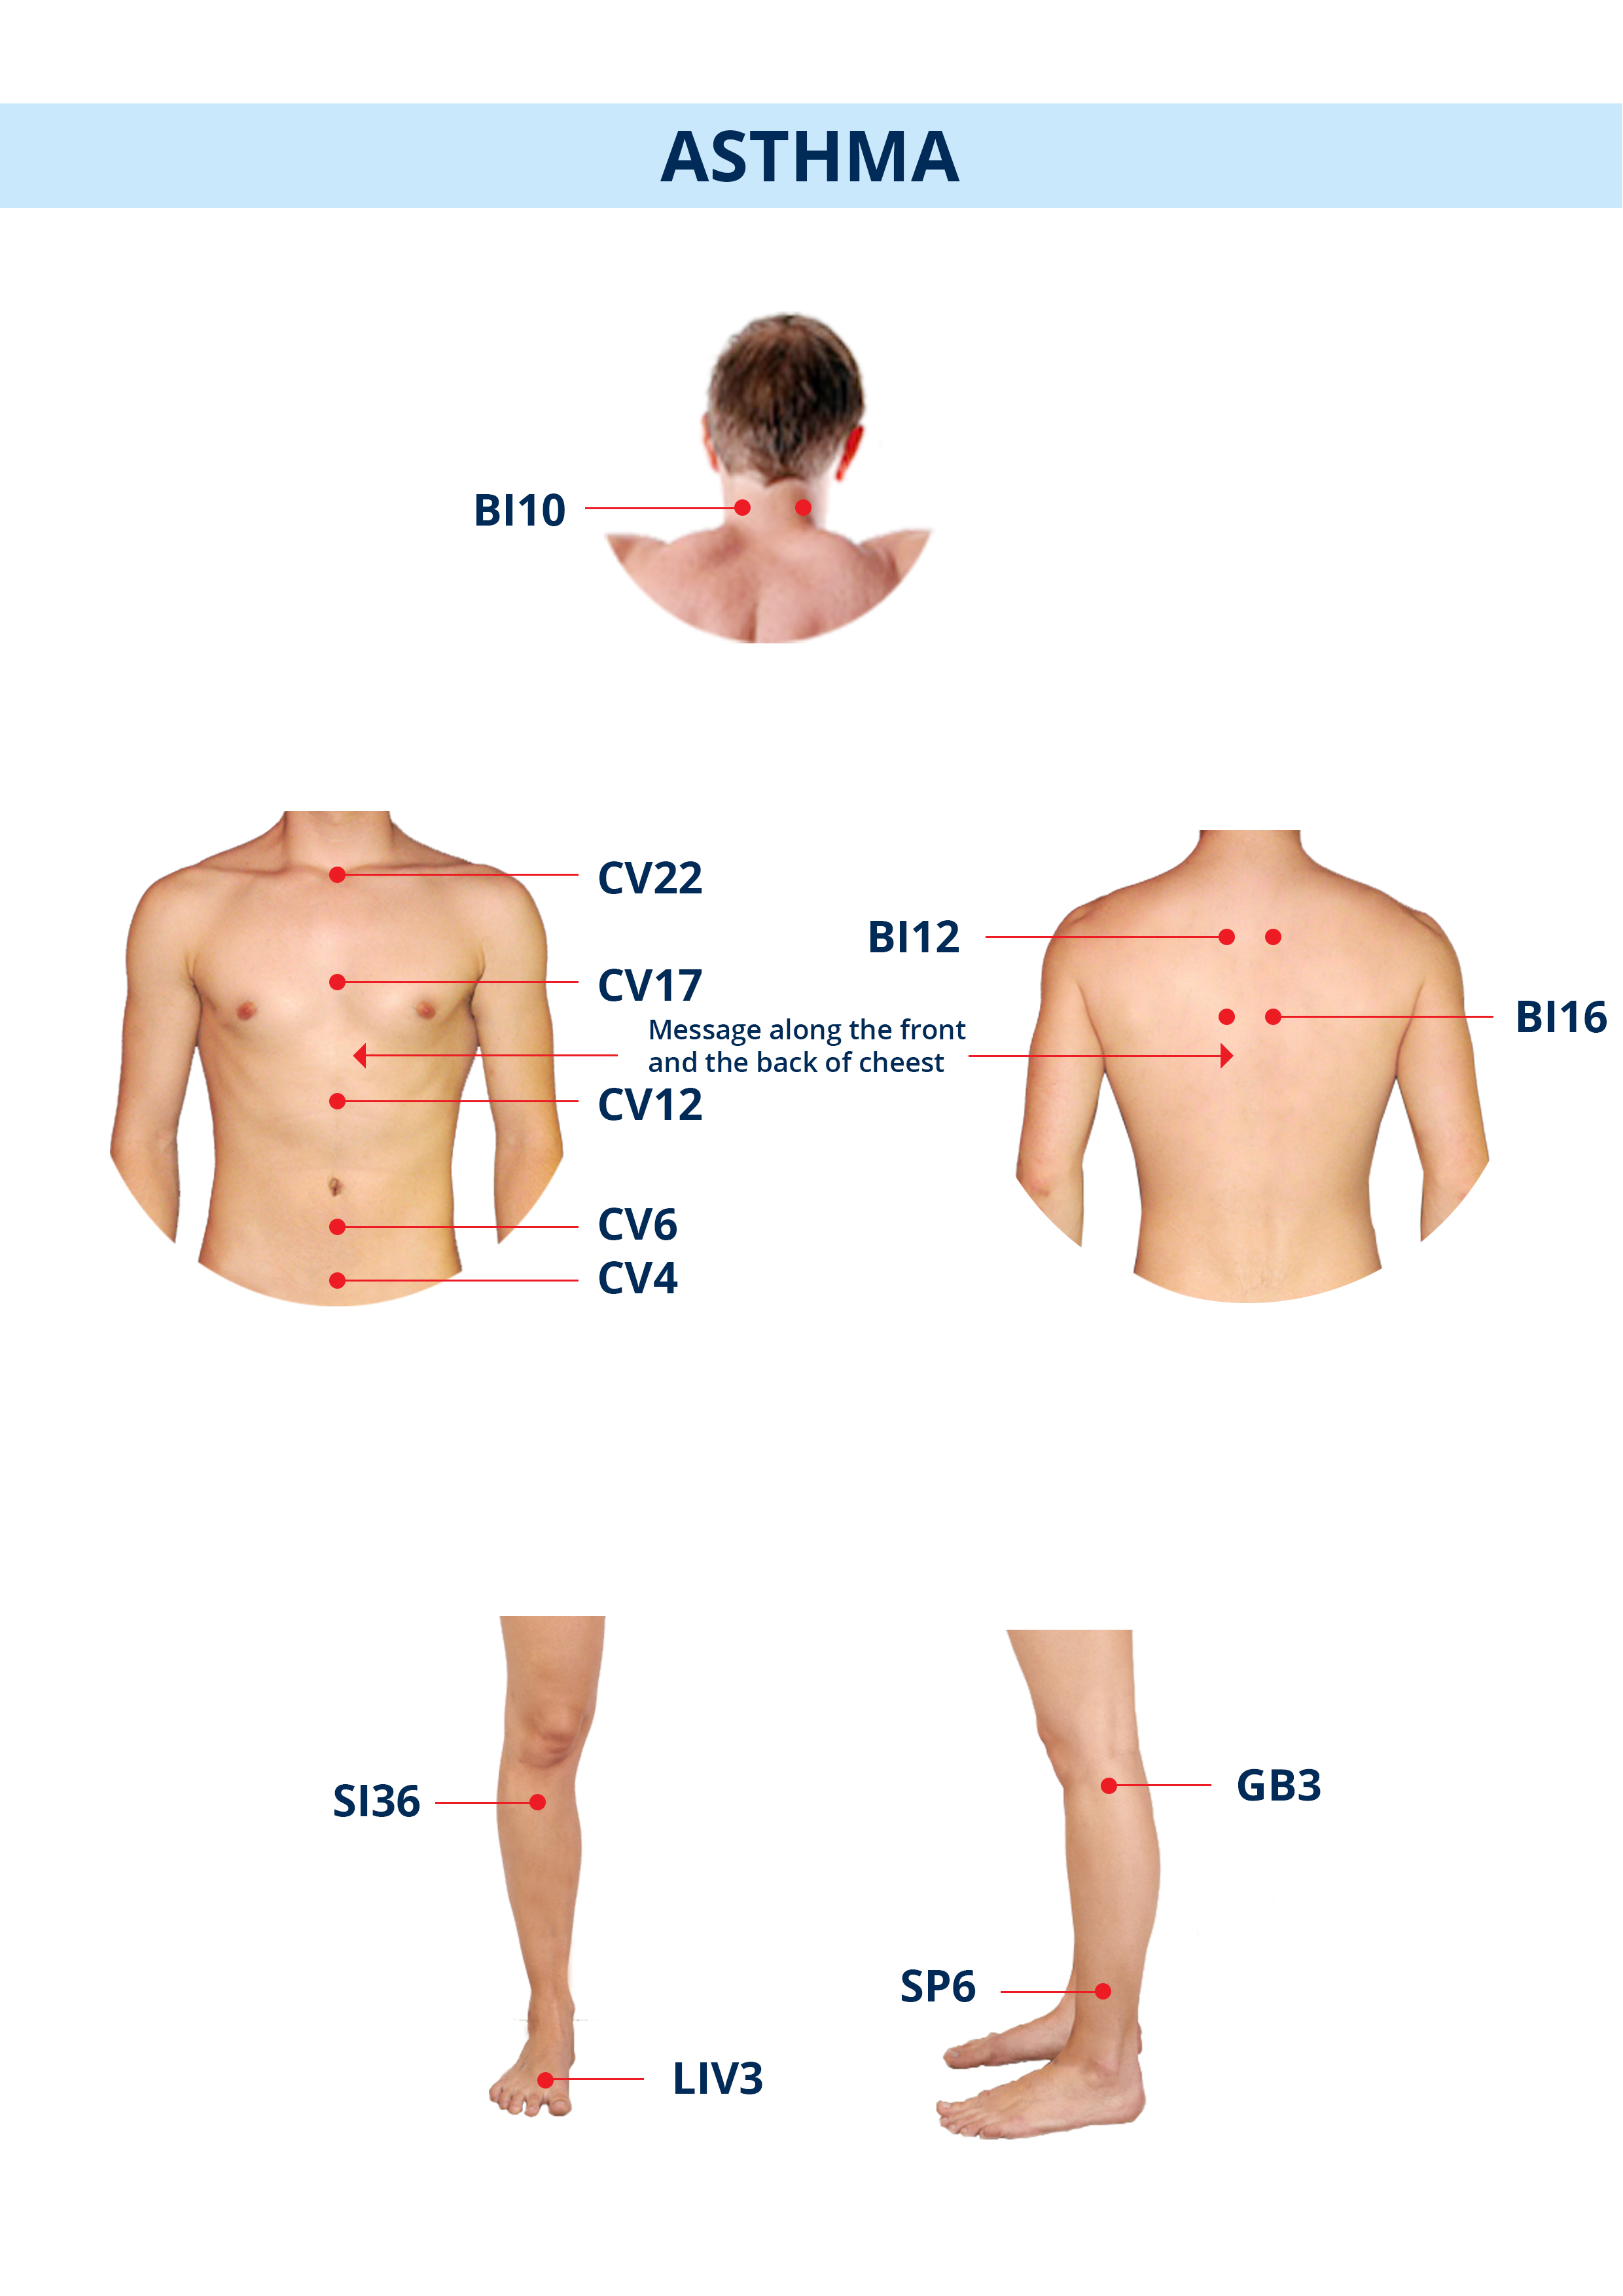 ASTHMA
BI10
CV22
BI12
CV17
BI16
Message along the front
and the back of cheest
CV12
CV6
CV4
SI36
GB3
SP6
LIV3